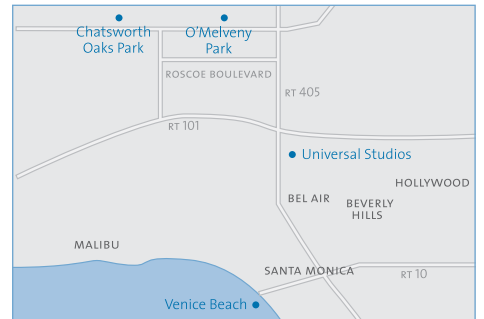 Chatsworth
Oaks Park
O'Melveny
Park
ROSCOE BOULEVARD
RT 405
RT 101
Universal Studios
HOLLYWOOD
BEL AIR
BEVERLY
HILLS
MALIBU
SANTA MONICA
RT 10
Venice Beach